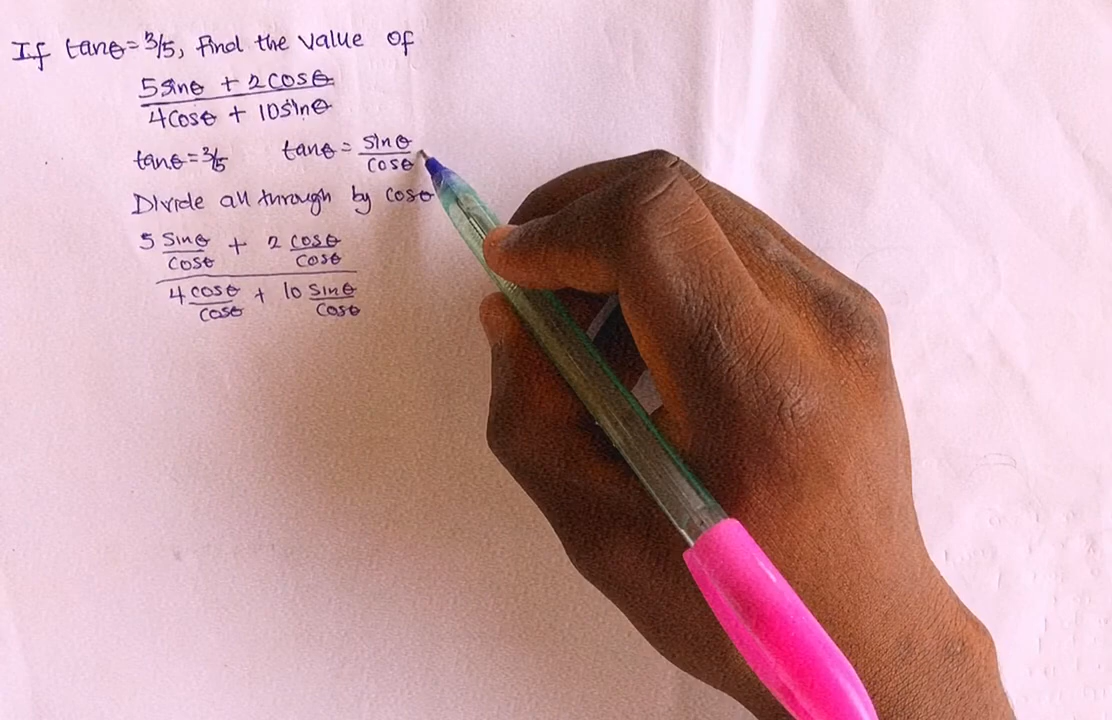 If tanθ = 3/5, find the value of
5sinθ + 2cosθ
4cosθ + 10sinθ
tanθ = 3/5 tanθ = sinθ/cosθ
Divide all through by cosθ
5 sinθ/cosθ + 2 cosθ/cosθ
4 cosθ/cosθ + 10 sinθ/cosθ